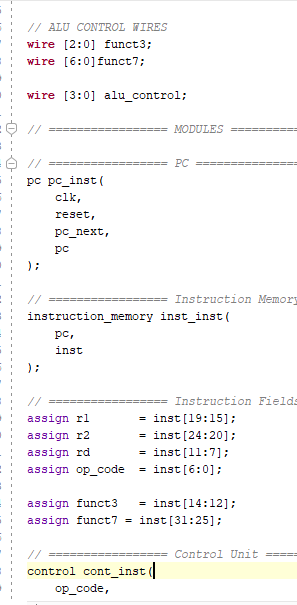 // ALU CONTROL WIRES
wire [2:0] funct3;
wire [6:0]funct7;
wire [3:0] alu_control;
// ================= MODULES ==========
// ================= PC ===============
pc pc_inst(
clk,
reset,
pc_next,
pc
);
// ================= Instruction Memory
instruction_memory inst_inst(
pc,
inst
);
// ================= Instruction Fields
assign r1 = inst[19:15];
assign r2 = inst[24:20];
assign rd = inst[11:7];
assign op_code = inst[6:0];
assign funct3 = inst[14:12];
assign funct7 = inst[31:25];
// ================= Control Unit =====
control cont_inst(
op_code,